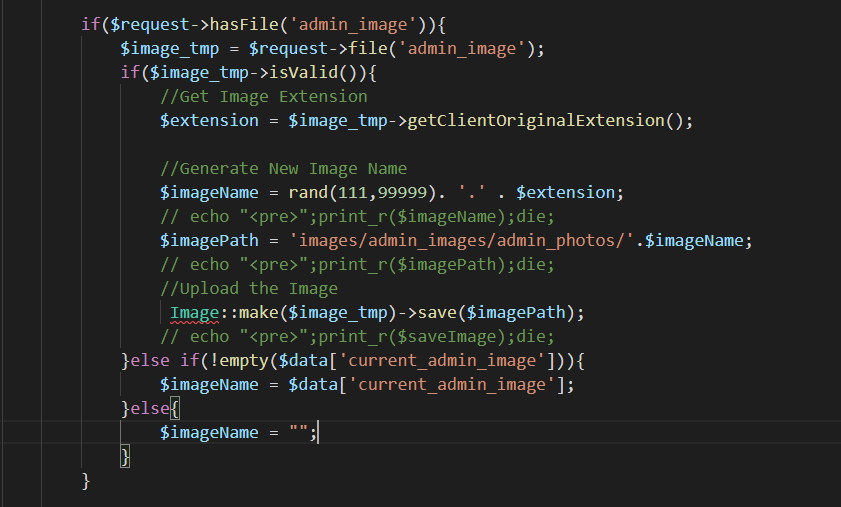 if($request->hasFile('admin_image')){
$image_tmp = $request->file('admin_image');
if($image_tmp->isValid()){
//Get Image Extension
$extension = $image_tmp->getClientOriginalExtension();
//Generate New Image Name
$imageName = rand(111,99999). '.' . $extension;
// echo "<pre>";print_r($imageName);die;
$imagePath = 'images/admin_images/admin_photos/'.$imageName;
// echo "<pre>";print_r($imagePath);die;
//Upload the Image
Image::make($image_tmp)->save($imagePath);
// echo "<pre>";print_r($saveImage);die;
}else if(!empty($data['current_admin_image'])){
$imageName = $data['current_admin_image'];
}else{
$imageName = "";
}
}